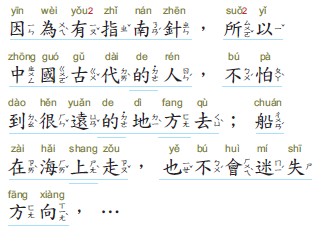 yīn wèi yǒu2 zhǐ nán zhēn suǒ2 yǐ
因為有指南針，所以
zhōng guó gǔ dài de rén bú pà
中國古代的人，不怕
dào hěn yuǎn de dì fang qù chuán
到很遠的地方去；船
zài hǎi shang zǒu yě bú huì mí shī
在海上走，也不會迷失
fāng xiàng
方向，…